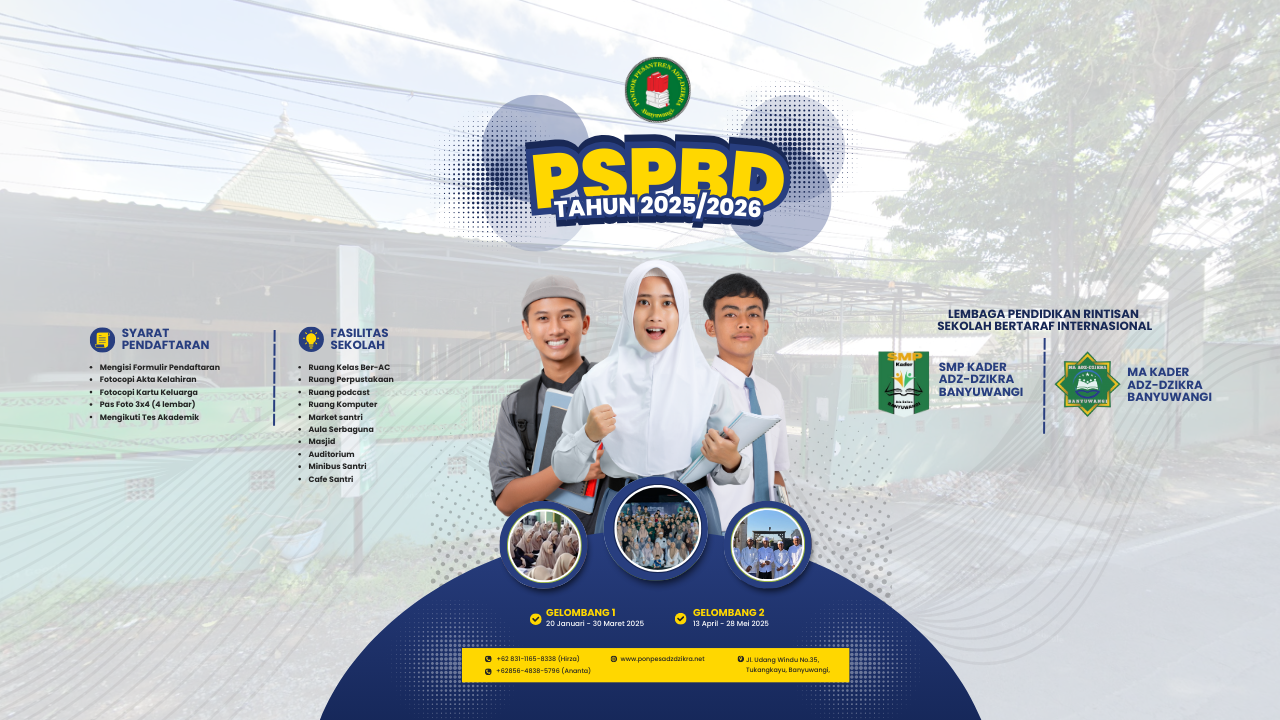 PONDOK PESANTREN ADZ-DZIKRA
Banyuwangi
PSPBD
TAHUN 2025/2026
SYARAT
PENDAFTARAN
• Mengisi Formulir Pendaftaran
• Fotocopi Akta Kelahiran
• Fotocopi Kartu Keluarga
• Pas Foto 3x4 (4 lembar)
• Mengikuti Tes Akademik
FASILITAS
SEKOLAH
• Ruang Kelas Ber-AC
• Ruang Perpustakaan
• Ruang podcast
• Ruang Komputer
• Market santri
• Aula Serbaguna
• Masjid
• Auditorium
• Minibus Santri
• Cafe Santri
LEMBAGA PENDIDIKAN RINTISAN
SEKOLAH BERTARAF INTERNASIONAL
SMP
Kader
BANYUWANGI
SMP KADER
ADZ-DZIKRA
BANYUWANGI
MA ADZ-DZIKRA
BANYUWANGI
MA KADER
ADZ-DZIKRA
BANYUWANGI
GELOMBANG 1
20 Januari - 30 Maret 2025
GELOMBANG 2
13 April - 28 Mei 2025
+62 831-1165-8338 (Hirza)
+62856-4838-5796 (Ananta)
www.ponpesadzdzikra.net
Jl. Udang Windu No.35,
Tukangkayu, Banyuwangi,